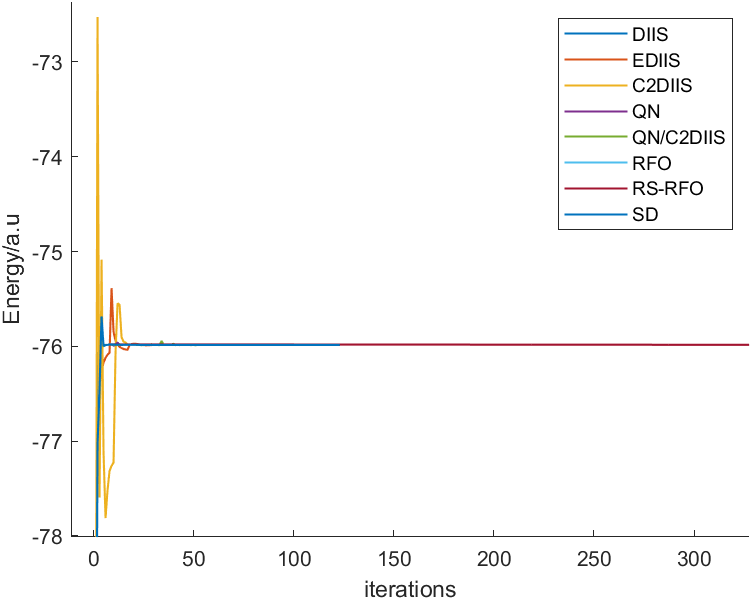 -73
-74
-75
-76
-77
-78
0
50
100
150
200
250
300
Energy/a.u
iterations
DIIS
EDIIS
C2DIIS
QN
QN/C2DIIS
RFO
RS-RFO
SD